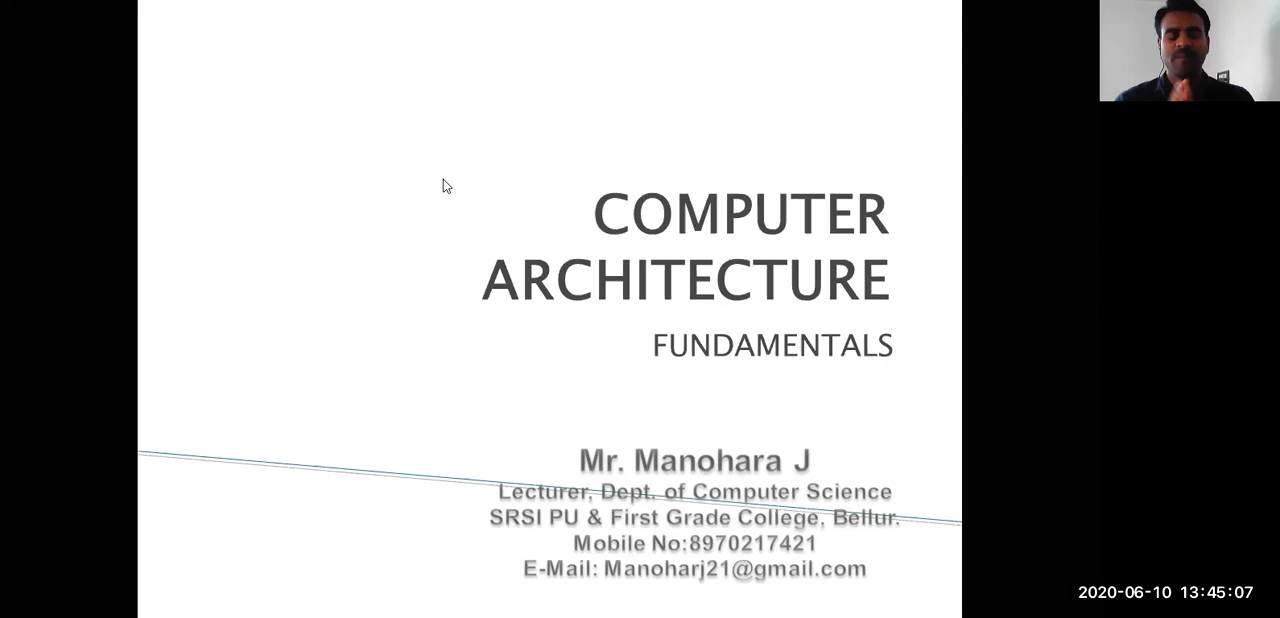 COMPUTER
ARCHITECTURE
FUNDAMENTALS
Mr. Manohara J
Lecturer, Dept. of Computer Science
SRSI PU & First Grade College, Bellur.
Mobile No:8970217421
E-Mail: Manoharj21@gmail.com
2020-06-10 13:45:07